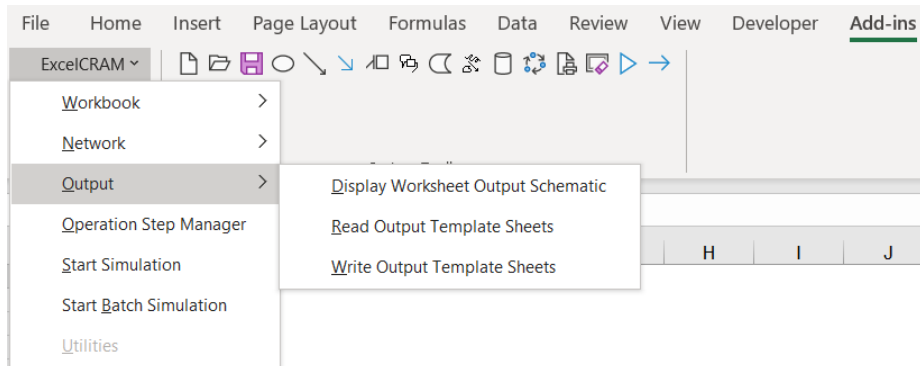 File Home Insert Page Layout Formulas Data Review View Developer Add-ins
ExcelCRAM
Workbook
Network
Output
Display Worksheet Output Schematic
Operation Step Manager
Read Output Template Sheets
H I J
Start Simulation
Write Output Template Sheets
Start Batch Simulation
Utilities